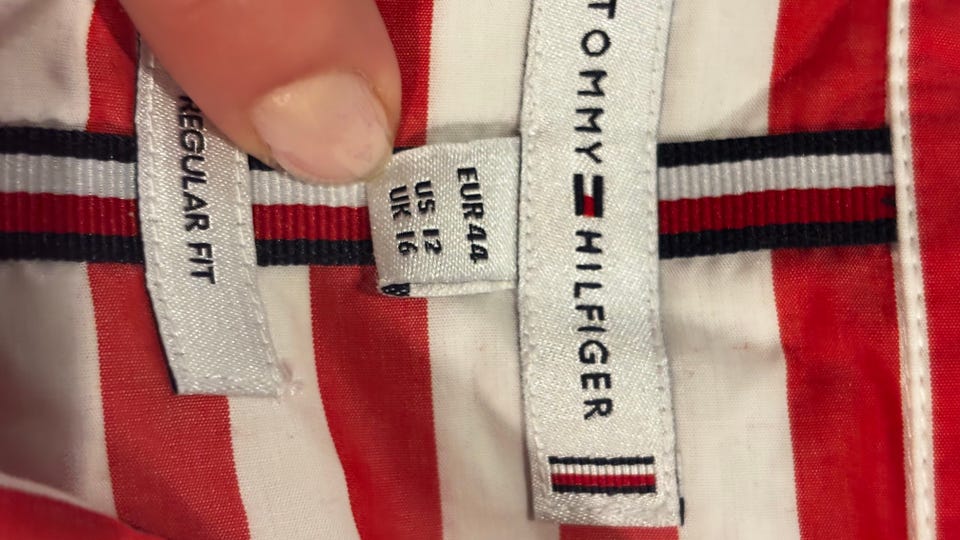 REGULAR FIT
EUR 44
US 12
UK 16
TOMMY HILFIGER